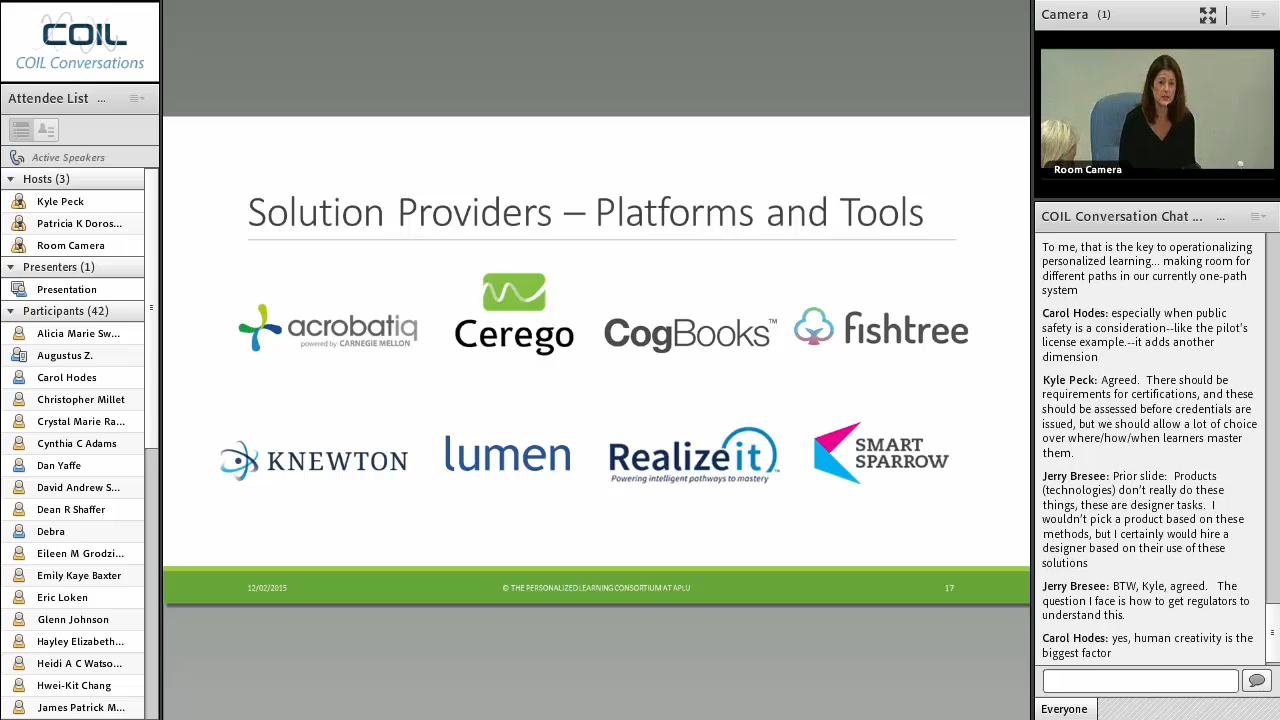 COIL
COIL Conversations
Attendee List ...
Active Speakers
Hosts (3)
Kyle Peck
Patricia K Doros...
Room Camera
Presenters (1)
Presentation
Participants (42)
Alicia Marie Sw...
Augustus Z.
Carol Hodes
Christopher Millet
Crystal Marie Ra...
Cynthia C Adams
Dan Yaffe
David Andrew S...
Dean R Shaffer
Debra
Eileen M Grodzi...
Emily Kaye Baxter
Eric Loken
Glenn Johnson
Hayley Elizabeth...
Heidi A C Watso...
Hwei-Kit Chang
James Patrick M...
Solution Providers – Platforms and Tools
acrobatiq
powered by CARNEGIE MELLON
Cerego
CogBooks™
fishtree
KNEWTON
lumen
Realizeit™
Powering intelligent pathways to mastery
SMART
SPARROW
12/02/2015
© THE PERSONALIZED LEARNING CONSORTIUM AT APLU
17
Camera (1)
Room Camera
COIL Conversation Chat ... ...
To me, that is the key to operationalizing
personalized learning... making room for
different paths in our currently one-path
system
Carol Hodes: especially when public
safety is a consideration--like the pilot's
license example.--it adds another
dimension
Kyle Peck: Agreed. There should be
requirements for certifications, and these
should be assessed before credentials are
issued, but we should allow a lot of choice
over where/how/when learners master
them.
Jerry Bresee: Prior slide: Products
(technologies) don't really do these
things, these are designer tasks. I
wouldn't pick a product based on these
methods, but I certainly would hire a
designer based on their use of these
solutions
Jerry Bresee: BTW, Kyle, agreed. The
question I face is how to get regulators to
understand this.
Carol Hodes: yes, human creativity is the
biggest factor
Everyone